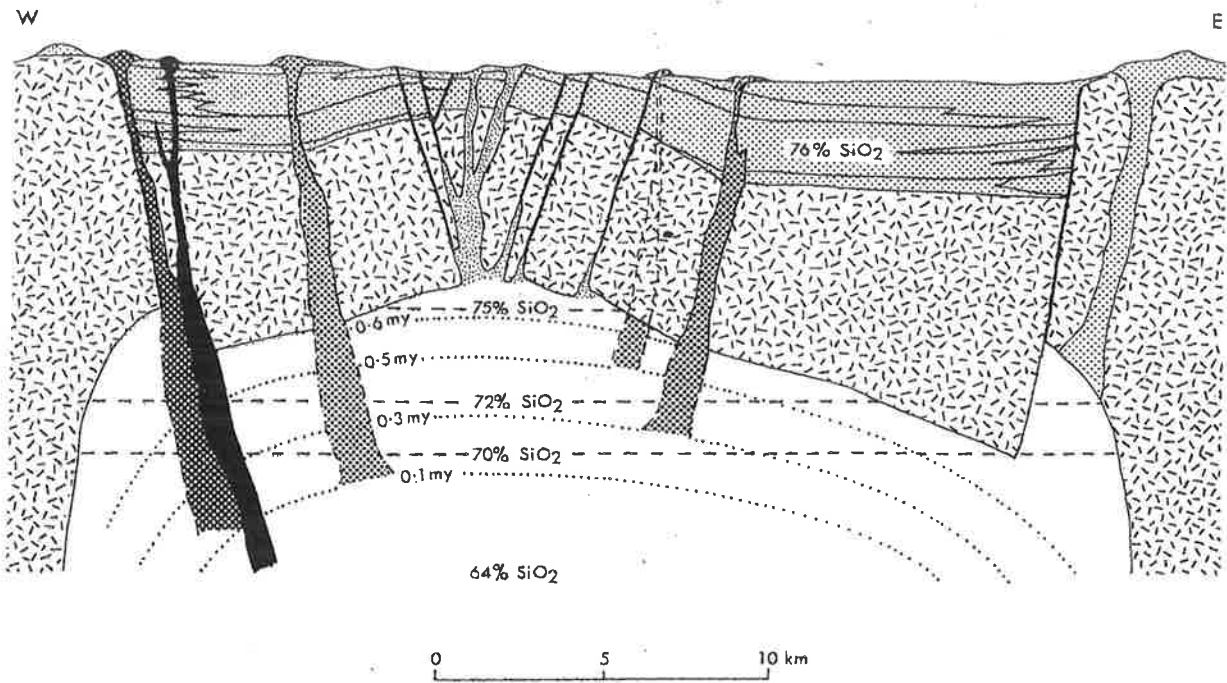 W
E
76% SiO₂
75% SiO₂
0·6 my
0·5 my
72% SiO₂
0·3 my
70% SiO₂
0·1 my
64% SiO₂
0 5 10 km